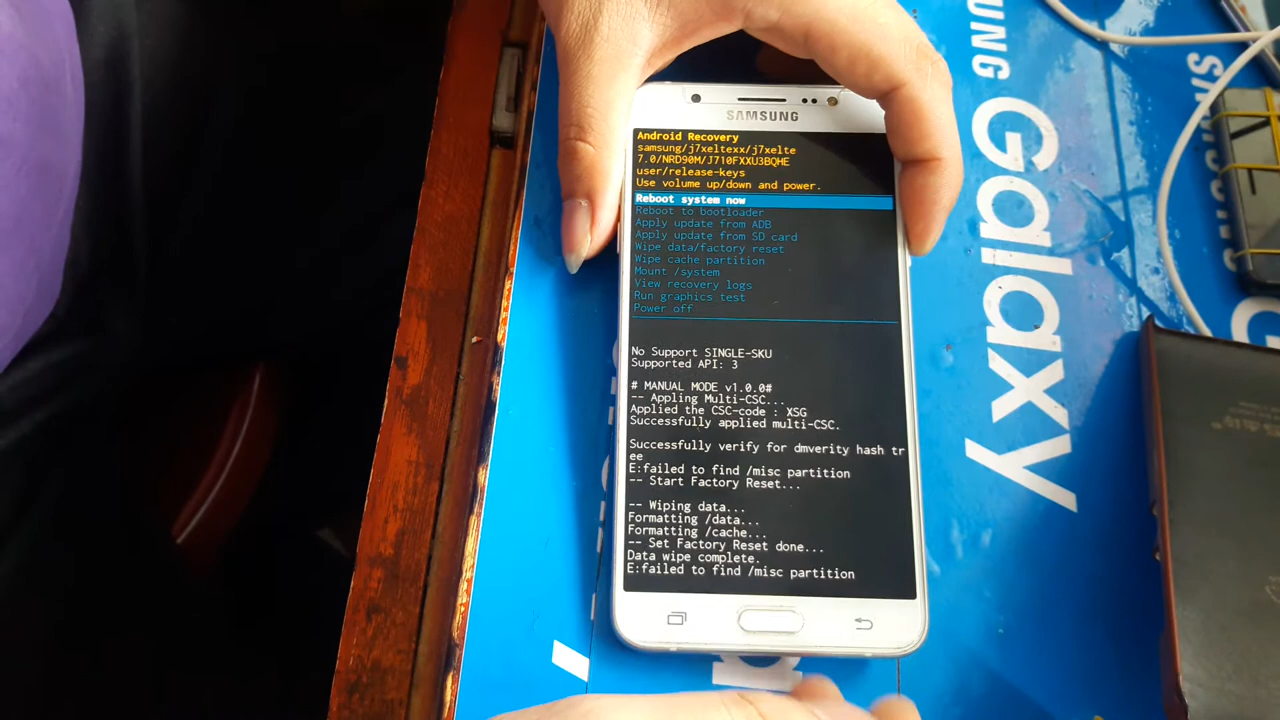 SAMSUNG
Android Recovery
samsung/j7xeltexx/j7xelte
7.0/NRD90M/J710FXXU3BQHE
user/release-keys
Use volume up/down and power.
Reboot system now
Reboot to bootloader
Apply update from ADB
Apply update from SD card
Wipe data/factory reset
Wipe cache partition
Mount /system
View recovery logs
Run graphics test
Power off
No Support SINGLE-SKU
Supported API: 3
# MANUAL MODE v1.0.0#
-- Appling Multi-CSC...
Applied the CSC-code : XSG
Successfully applied multi-CSC.
Successfully verify for dmverity hash tr
ee
E:failed to find /misc partition
-- Start Factory Reset...
-- Wiping data...
Formatting /data...
Formatting /cache...
-- Set Factory Reset done...
Data wipe complete.
E:failed to find /misc partition
UNG
Galaxy
SAMSUNG